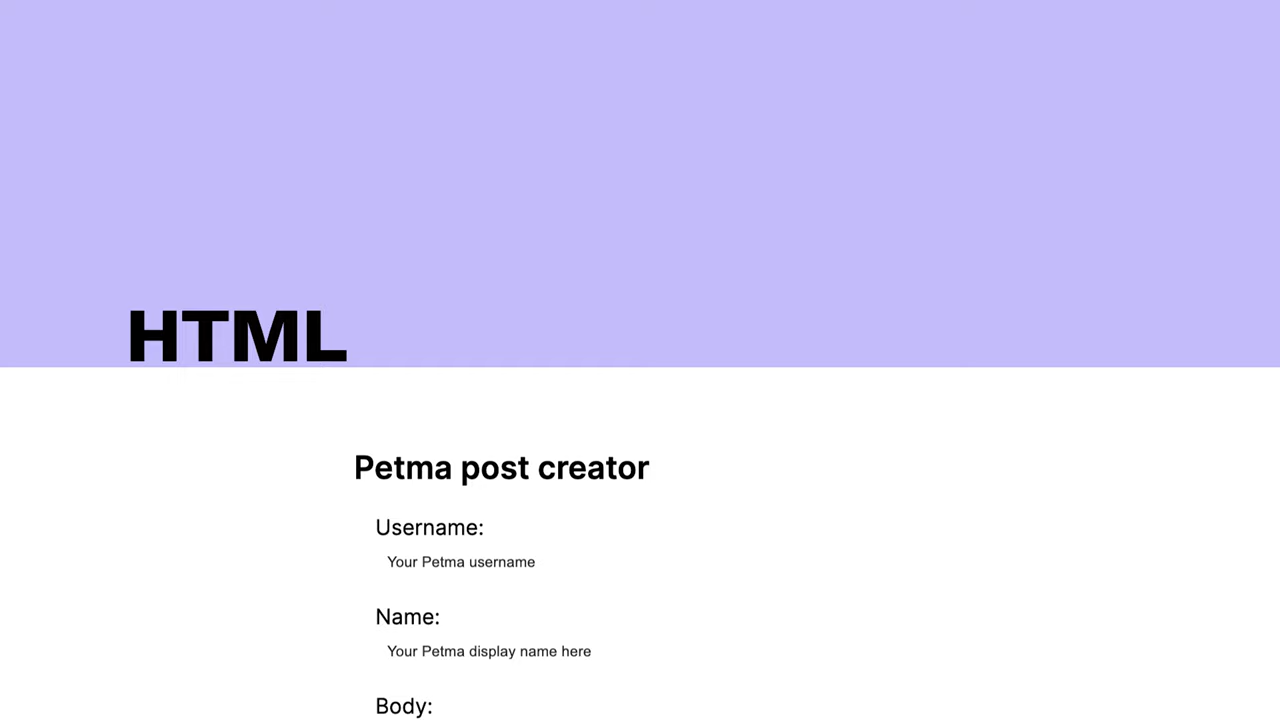 HTML
Petma post creator
Username:
Your Petma username
Name:
Your Petma display name here
Body: